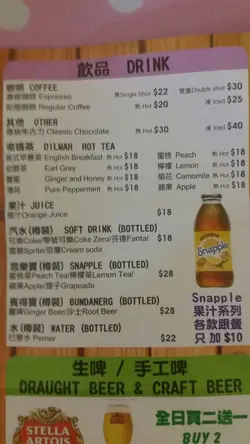 飲品 DRINK
咖啡 COFFEE
濃縮咖啡 Espresso 單Single Shot $22 雙重Double shot $30
即磨咖啡 Regular Coffee 熱 Hot $20 凍 Iced $25
其他 OTHER
傳統朱古力 Classic Chocolate 熱 Hot $30 凍 Iced $40
帝瑪茶 DILMAH HOT TEA
英式早餐茶 English Breakfast 熱 Hot $18 蜜桃 Peach 熱 Hot $18
伯爵茶 Earl Grey 熱 Hot $18 檸檬 Lemon 熱 Hot $18
薑蜜 Ginger and Honey 熱 Hot $18 菊花 Camomile 熱 Hot $18
薄荷 Pure Pepperment 熱 Hot $18 蘋果 Apple 熱 Hot $18
果汁 JUICE
橙汁Orange Juice $18
汽水(樽裝) SOFT DRINK (BOTTLED)
可樂Coke/零號可樂Coke Zero/芬達Fanta/ $18
雪碧Sprite/忌廉Cream soda
思樂寶(樽裝) SNAPPLE (BOTTLED)
蜜桃茶Peach Tea/檸檬茶Lemon Tea/ $28
蘋果Apple/提子Grapeade
賓得寶(樽裝) BUNDANERG (BOTTLED)
薑啤Ginger Beer/沙士Root Beer $28
水(樽裝) WATER (BOTTLED)
巴黎水 Perrier $22
Snapple
Snapple
果汁系列
各款跟餐
只加$10
生啤 / 手工啤
DRAUGHT BEER & CRAFT BEER
STELLA
ARTOIS
全日買二送一
BUY 2